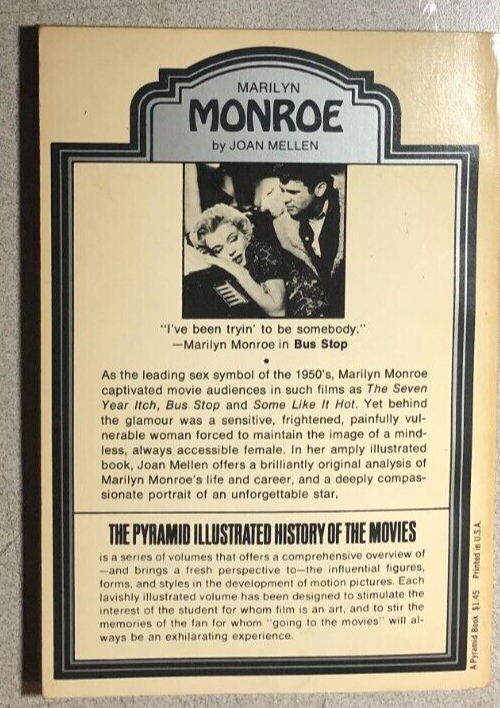 MARILYN
MONROE
by JOAN MELLEN
"I've been tryin' to be somebody."
—Marilyn Monroe in Bus Stop
•
As the leading sex symbol of the 1950's, Marilyn Monroe
captivated movie audiences in such films as The Seven
Year Itch, Bus Stop and Some Like It Hot. Yet behind
the glamour was a sensitive, frightened, painfully vul-
nerable woman forced to maintain the image of a mind-
less, always accessible female. In her amply illustrated
book, Joan Mellen offers a brilliantly original analysis of
Marilyn Monroe's life and career, and a deeply compas-
sionate portrait of an unforgettable star.
THE PYRAMID ILLUSTRATED HISTORY OF THE MOVIES
is a series of volumes that offers a comprehensive overview of
—and brings a fresh perspective to—the influential figures,
forms, and styles in the development of motion pictures. Each
lavishly illustrated volume has been designed to stimulate the
interest of the student for whom film is an art, and to stir the
memories of the fan for whom "going to the movies" will al-
ways be an exhilarating experience.
A Pyramid Book $1.45 Printed in U.S.A.